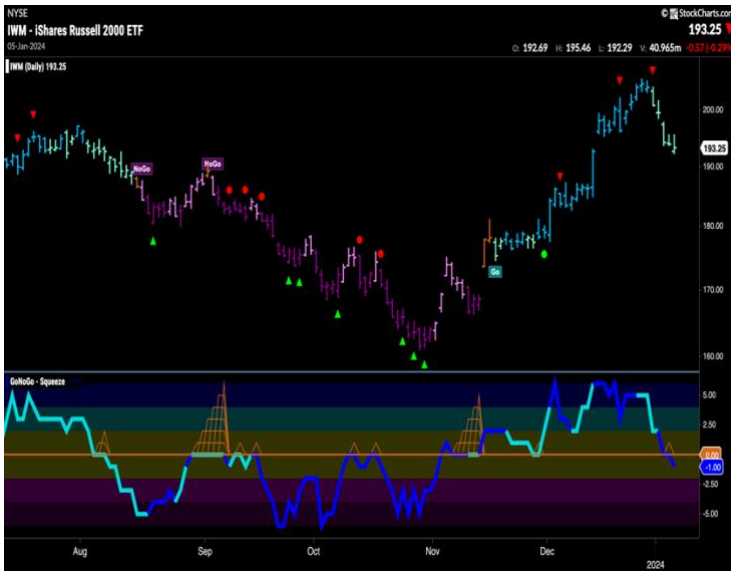 NYSE
© StockCharts.com
IWM - iShares Russell 2000 ETF
193.25
05-Jan-2024
O: 192.69 H: 195.46 L: 192.29 V: 40.965m -0.57 (-0.29%)
IWM (Daily) 193.25
200.00
193.25
190.00
NoGo
NoGo
180.00
Go
170.00
160.00
GoNoGo - Squeeze
5.00
2.50
0.00
-1.00
-2.50
-5.00
Aug Sep Oct Nov Dec
2024